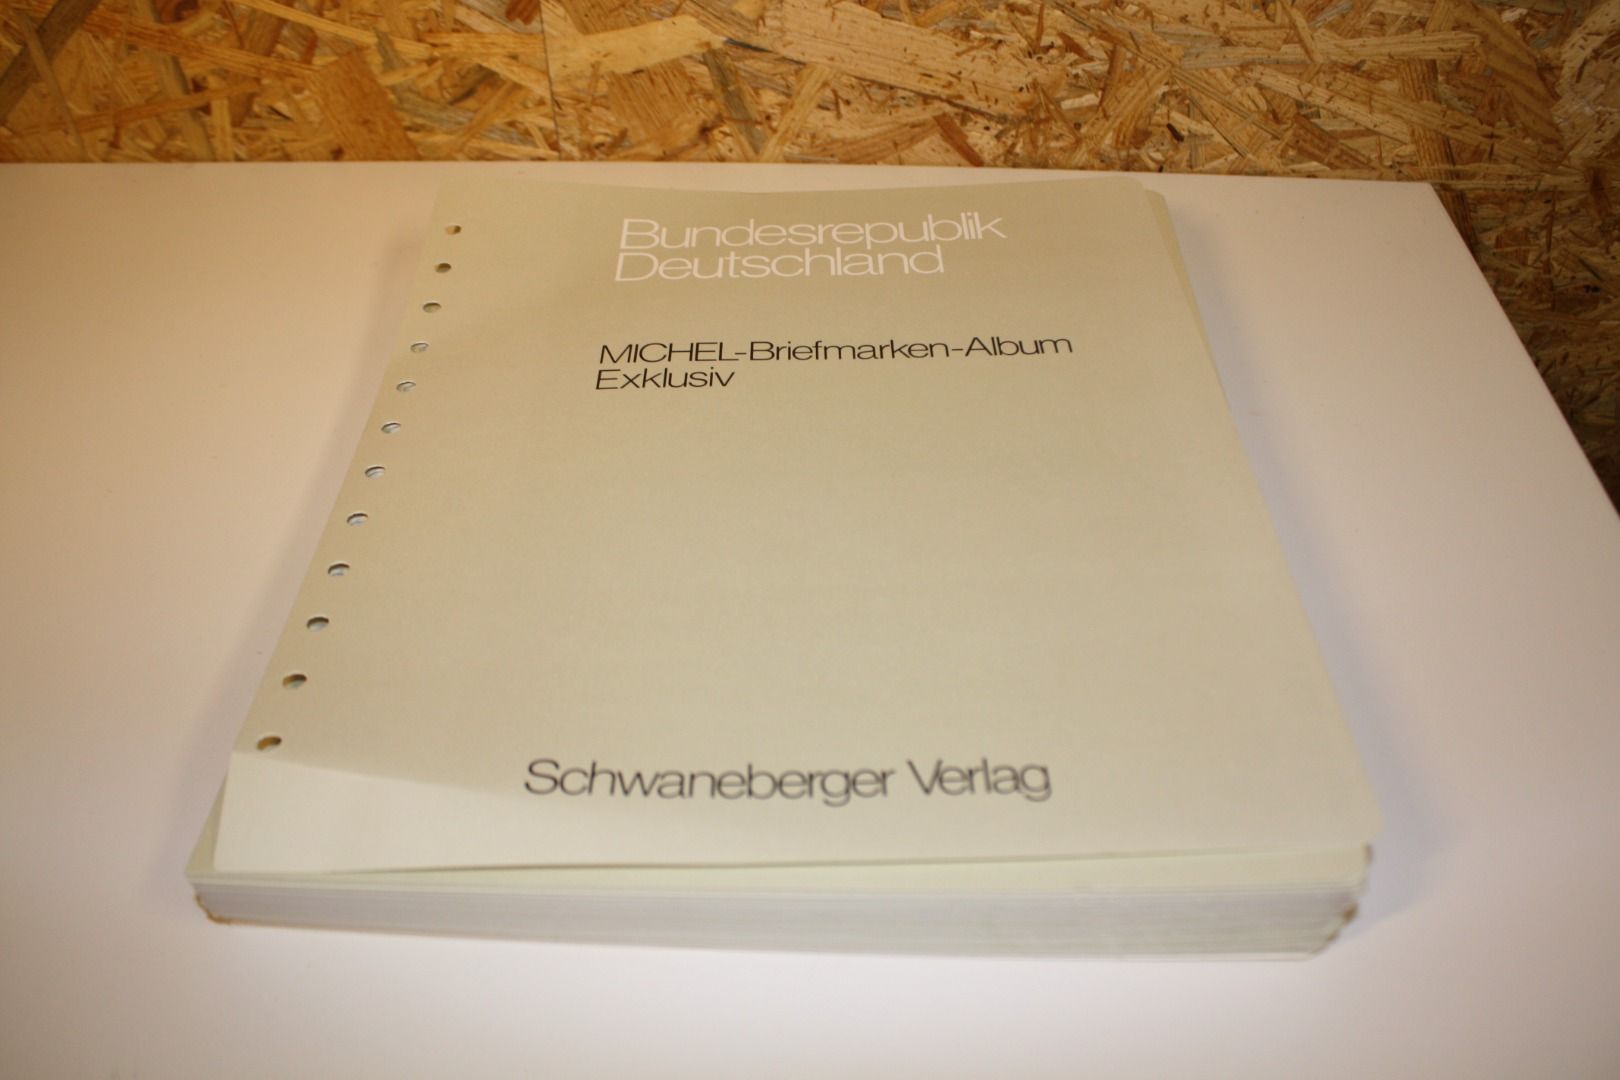 Bundesrepublik
Deutschland
MICHEL-Briefmarken-Album
Exklusiv
Schwaneberger Verlag